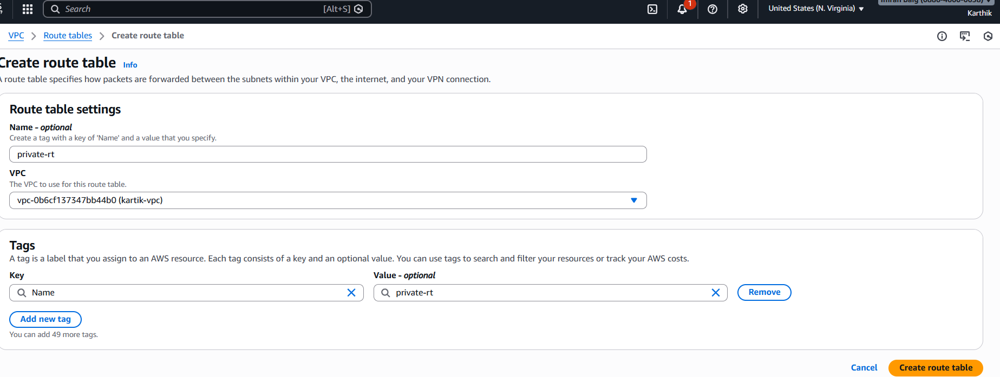 Search [Alt+S] 1 United States (N. Virginia)
Karthik
VPC Route tables Create route table
Create route table Info
A route table specifies how packets are forwarded between the subnets within your VPC, the internet, and your VPN connection.
Route table settings
Name - optional
Create a tag with a key of 'Name' and a value that you specify.
private-rt
VPC
The VPC to use for this route table.
vpc-0b6cf137347bb44b0 (kartik-vpc)
Tags
A tag is a label that you assign to an AWS resource. Each tag consists of a key and an optional value. You can use tags to search and filter your resources or track your AWS costs.
Key Value - optional
Name private-rt Remove
Add new tag
You can add 49 more tags.
Cancel Create route table